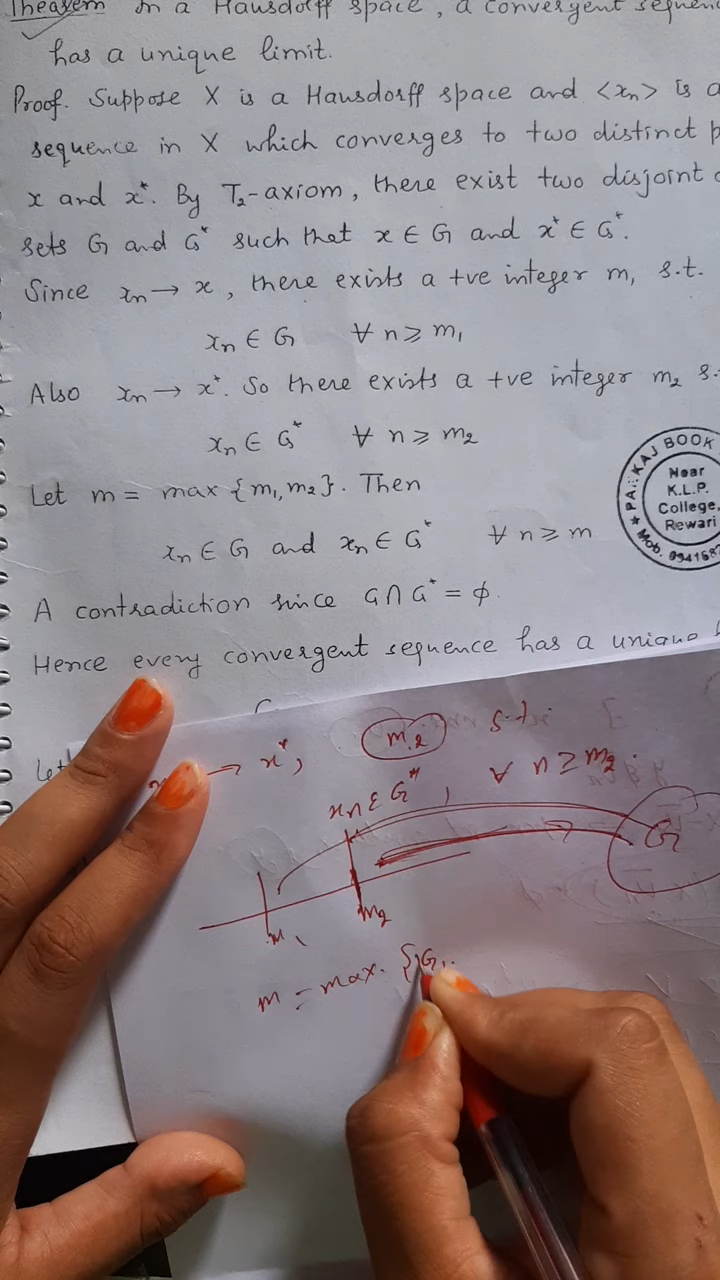 Theorem In a Hausdorff space, a convergent sequenc
has a unique limit.
Proof. Suppose X is a Hausdorff space and <xₙ> is a
sequence in X which converges to two distinct p
x and x*. By T₂-axiom, there exist two disjoint o
sets G and G* such that x ∈ G and x* ∈ G*.
Since xₙ → x, there exists a +ve integer m₁ s.t.
xₙ ∈ G ∀ n ≥ m₁
Also xₙ → x*. So there exists a +ve integer m₂ s.t
xₙ ∈ G* ∀ n ≥ m₂
Let m = max {m₁, m₂}. Then
xₙ ∈ G and xₙ ∈ G* ∀ n ≥ m
A contradiction since G ∩ G* = ϕ.
Hence every convergent sequence has a unique l
PANKAJ BOOK
Near
K.L.P.
College,
Rewari
Mob. 9941687
Let
→ x*, m₂ s.t.
xₙ ∈ G*, ∀ n ≥ m₂.
G
m₁ m₂
m = max. {G,